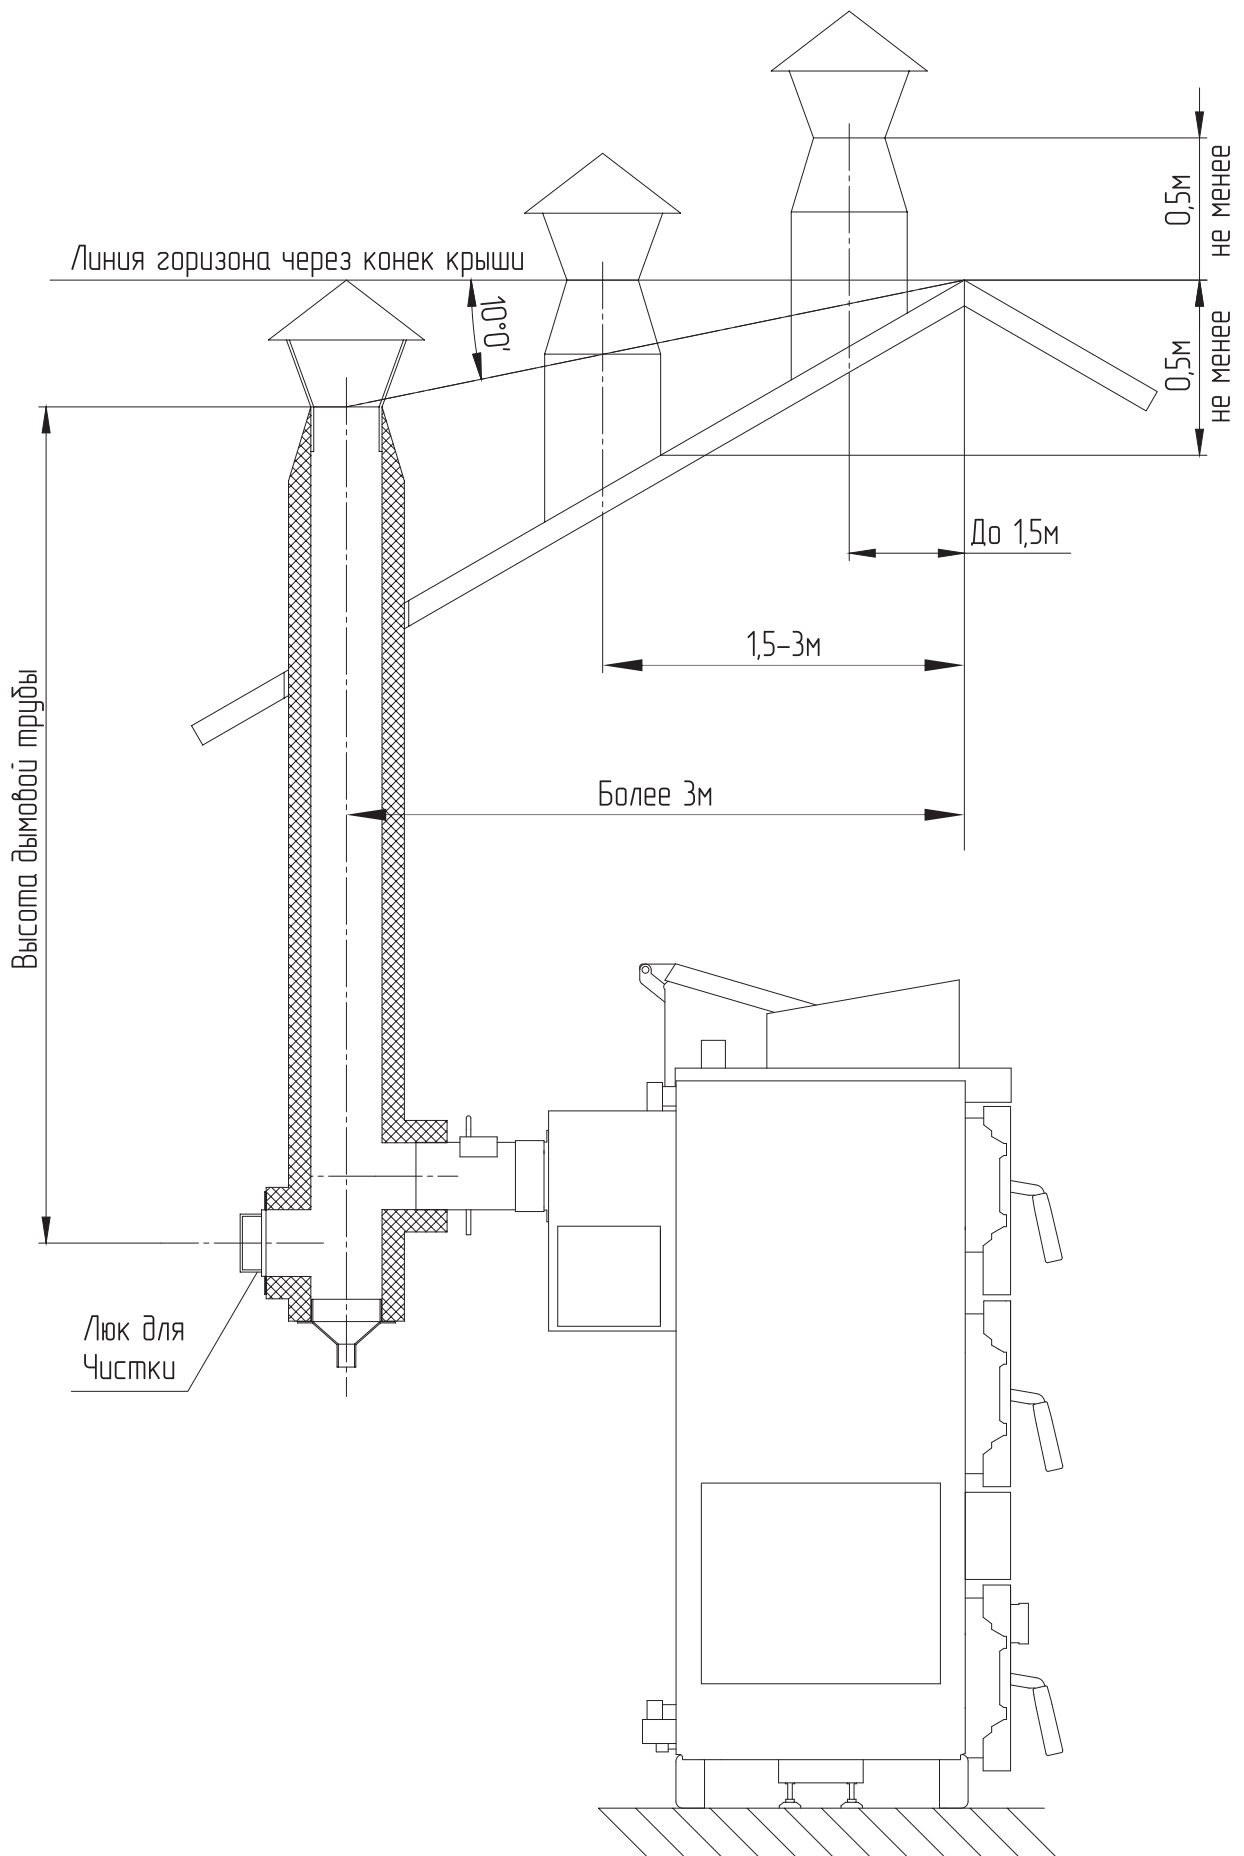 0,5м
не менее
Линия горизона через конек крыши
10°0'
0,5м
не менее
До 1,5м
1,5-3м
Высота дымовой трубы
Более 3м
Люк для
Чистки